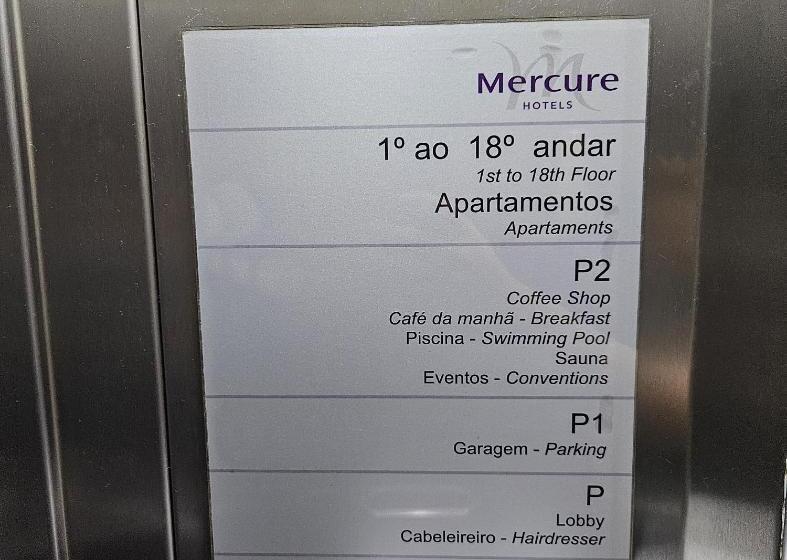 Mercure
HOTELS
1º ao 18º andar
1st to 18th Floor
Apartamentos
Apartaments
P2
Coffee Shop
Café da manhã - Breakfast
Piscina - Swimming Pool
Sauna
Eventos - Conventions
P1
Garagem - Parking
P
Lobby
Cabeleireiro - Hairdresser